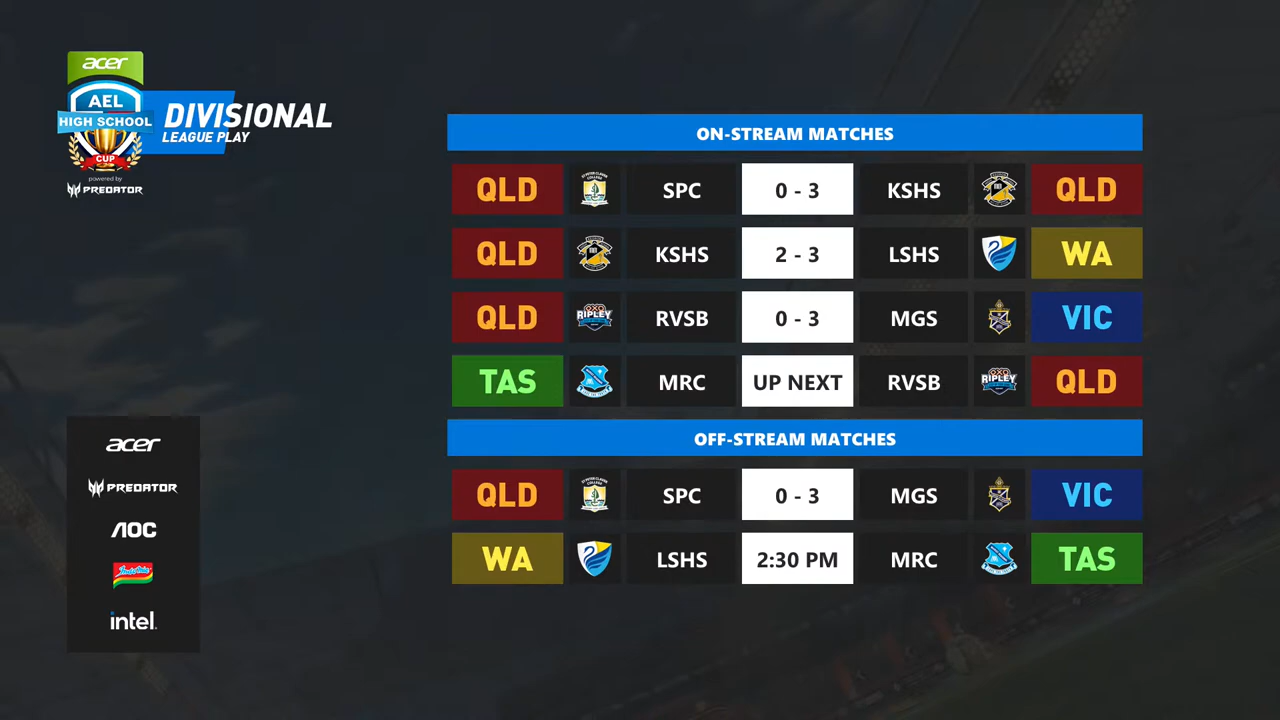 acer
AEL
HIGH SCHOOL
CUP
powered by
PREDATOR
DIVISIONAL
LEAGUE PLAY
ON-STREAM MATCHES
QLD SPC 0 - 3 KSHS QLD
QLD KSHS 2 - 3 LSHS WA
QLD RIPLEY RVSB 0 - 3 MGS VIC
TAS MRC UP NEXT RVSB RIPLEY QLD
OFF-STREAM MATCHES
QLD SPC 0 - 3 MGS VIC
WA LSHS 2:30 PM MRC TAS
acer
PREDATOR
AOC
Indomie
intel.